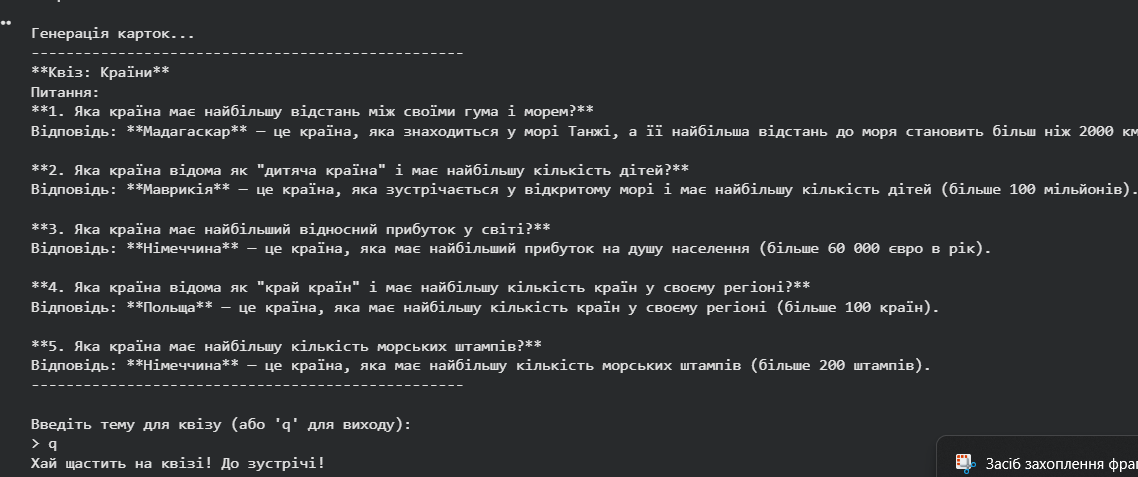 Генерація карток...
--------------------------------------------------
**Квіз: Країни**
Питання:
**1. Яка країна має найбільшу відстань між своїми гума і морем?**
Відповідь: **Мадагаскар** — це країна, яка знаходиться у морі Танжі, а її найбільша відстань до моря становить більш ніж 2000 км
**2. Яка країна відома як "дитяча країна" і має найбільшу кількість дітей?**
Відповідь: **Маврикія** — це країна, яка зустрічається у відкритому морі і має найбільшу кількість дітей (більше 100 мільйонів).
**3. Яка країна має найбільший відносний прибуток у світі?**
Відповідь: **Німеччина** — це країна, яка має найбільший прибуток на душу населення (більше 60 000 євро в рік).
**4. Яка країна відома як "край країн" і має найбільшу кількість країн у своєму регіоні?**
Відповідь: **Польща** — це країна, яка має найбільшу кількість країн у своєму регіоні (більше 100 країн).
**5. Яка країна має найбільшу кількість морських штампів?**
Відповідь: **Німеччина** — це країна, яка має найбільшу кількість морських штампів (більше 200 штампів).
--------------------------------------------------
Введіть тему для квізу (або 'q' для виходу):
> q
Хай щастить на квізі! До зустрічі!
Засіб захоплення